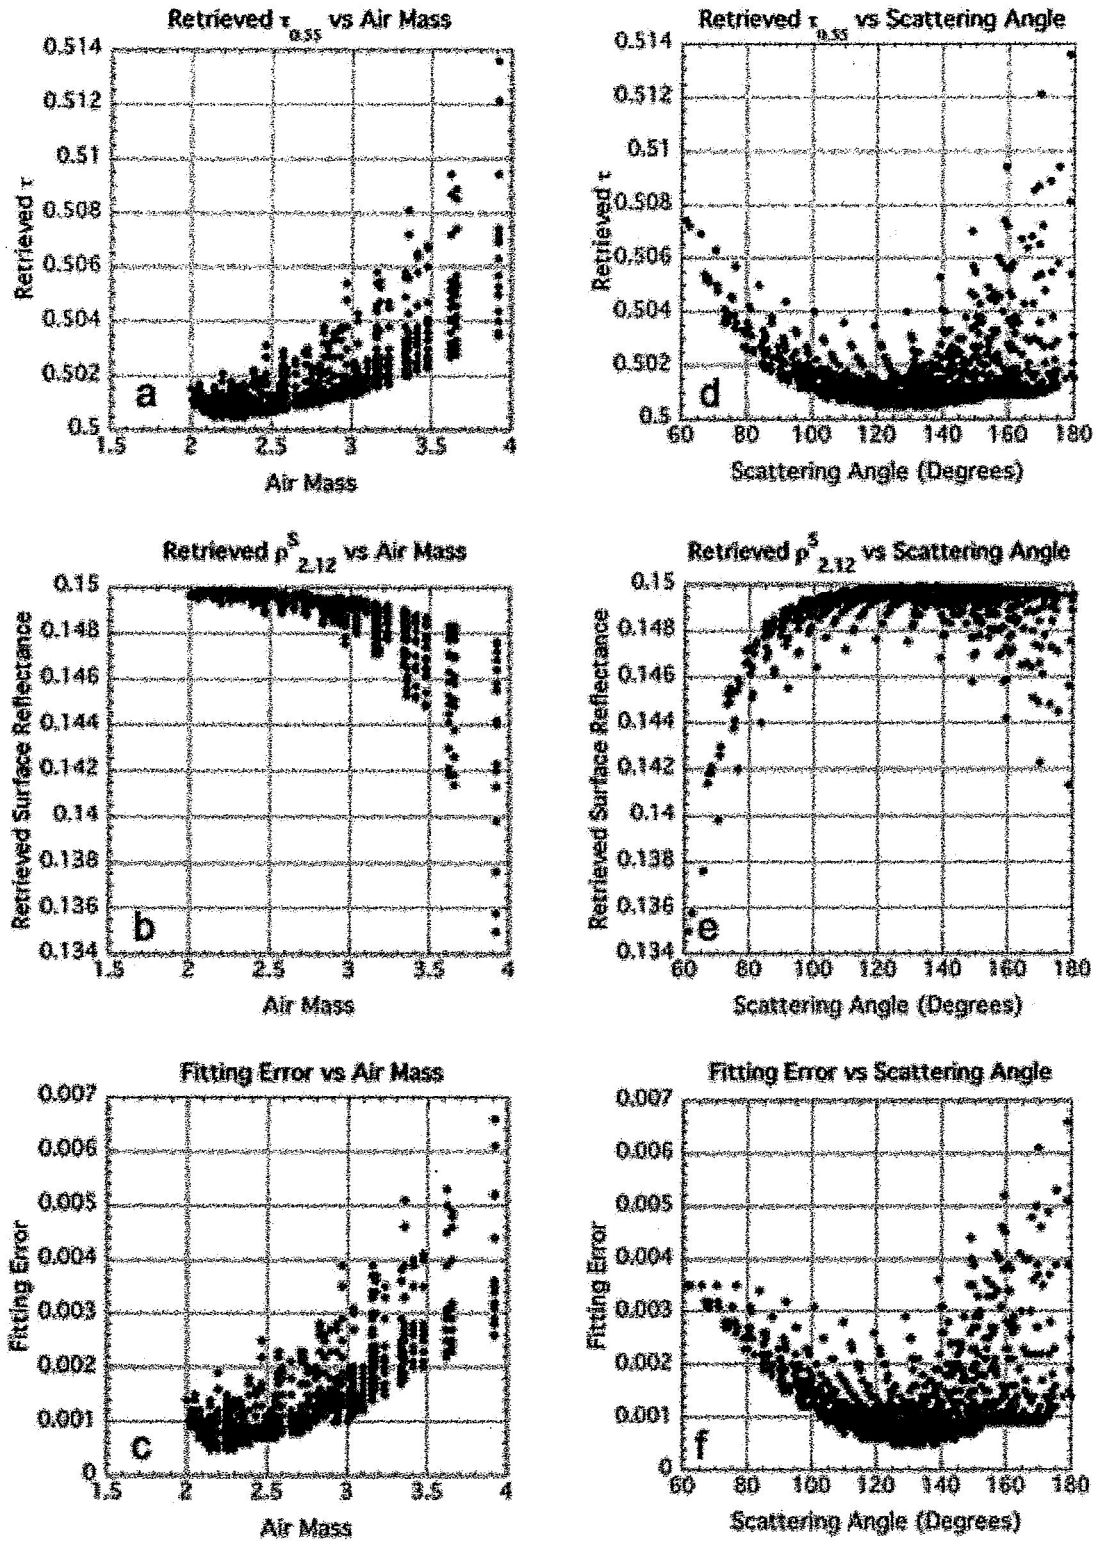 Retrieved τ0.55 vs Air Mass
0.514
0.512
0.51
0.508
0.506
0.504
0.502
0.5
Retrieved τ
a
1.5 2 2.5 3 3.5 4
Air Mass
Retrieved τ0.55 vs Scattering Angle
0.514
0.512
0.51
0.508
0.506
0.504
0.502
0.5
Retrieved τ
d
60 80 100 120 140 160 180
Scattering Angle (Degrees)
Retrieved ρS2.12 vs Air Mass
0.15
0.148
0.146
0.144
0.142
0.14
0.138
0.136
0.134
Retrieved Surface Reflectance
b
1.5 2 2.5 3 3.5 4
Air Mass
Retrieved ρS2.12 vs Scattering Angle
0.15
0.148
0.146
0.144
0.142
0.14
0.138
0.136
0.134
Retrieved Surface Reflectance
e
60 80 100 120 140 160 180
Scattering Angle (Degrees)
Fitting Error vs Air Mass
0.007
0.006
0.005
0.004
0.003
0.002
0.001
0
Fitting Error
c
1.5 2 2.5 3 3.5 4
Air Mass
Fitting Error vs Scattering Angle
0.007
0.006
0.005
0.004
0.003
0.002
0.001
0
Fitting Error
f
60 80 100 120 140 160 180
Scattering Angle (Degrees)